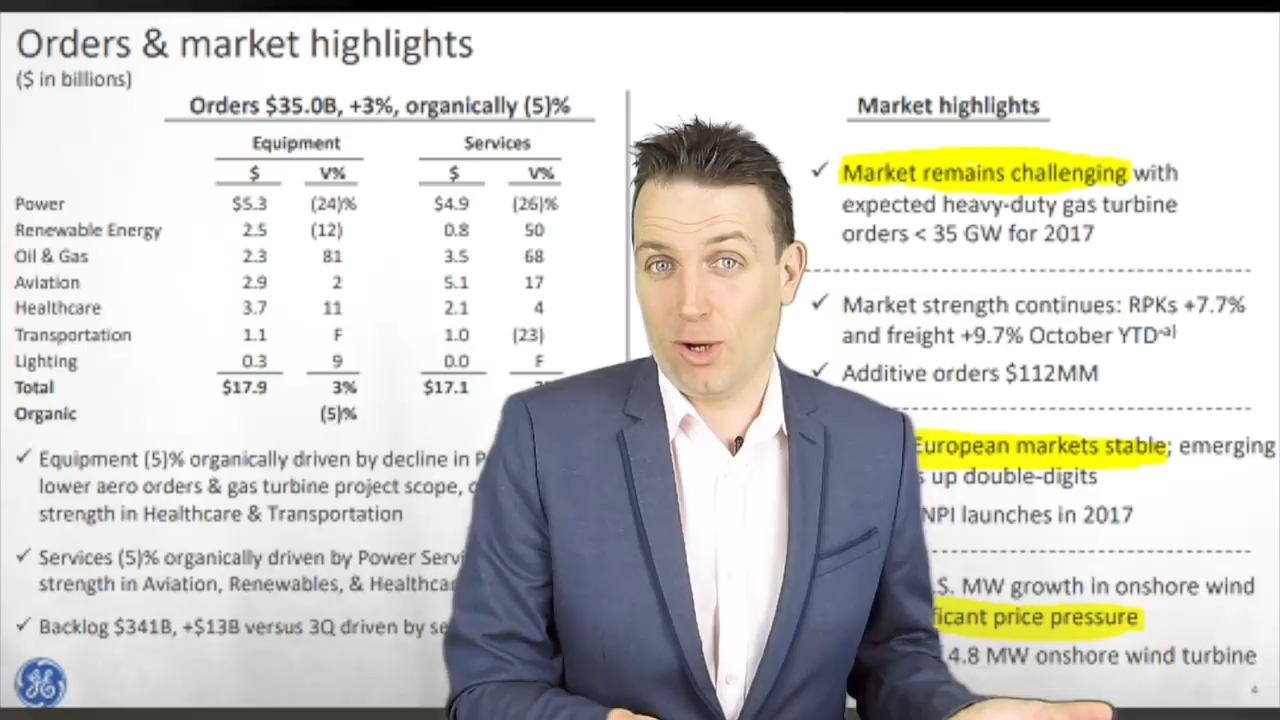 Orders & market highlights
($ in billions)
Orders $35.0B, +3%, organically (5)%
Equipment Services
$ V% $ V%
Power $5.3 (24)% $4.9 (26)%
Renewable Energy 2.5 (12) 0.8 50
Oil & Gas 2.3 81 3.5 68
Aviation 2.9 2 5.1 17
Healthcare 3.7 11 2.1 4
Transportation 1.1 F 1.0 (23)
Lighting 0.3 9 0.0 F
Total $17.9 3% $17.1
Organic (5)%
✓ Equipment (5)% organically driven by decline in
lower aero orders & gas turbine project scope,
strength in Healthcare & Transportation
✓ Services (5)% organically driven by Power
strength in Aviation, Renewables, &
✓ Backlog $341B, +$13B versus 3Q driven by
GE
Market highlights
✓ Market remains challenging with
expected heavy-duty gas turbine
orders < 35 GW for 2017
✓ Market strength continues: RPKs +7.7%
and freight +9.7% October YTD-a)
✓ Additive orders $112MM
European markets stable; emerging
up double-digits
NPI launches in 2017
MW growth in onshore wind
price pressure
4.8 MW onshore wind turbine
4